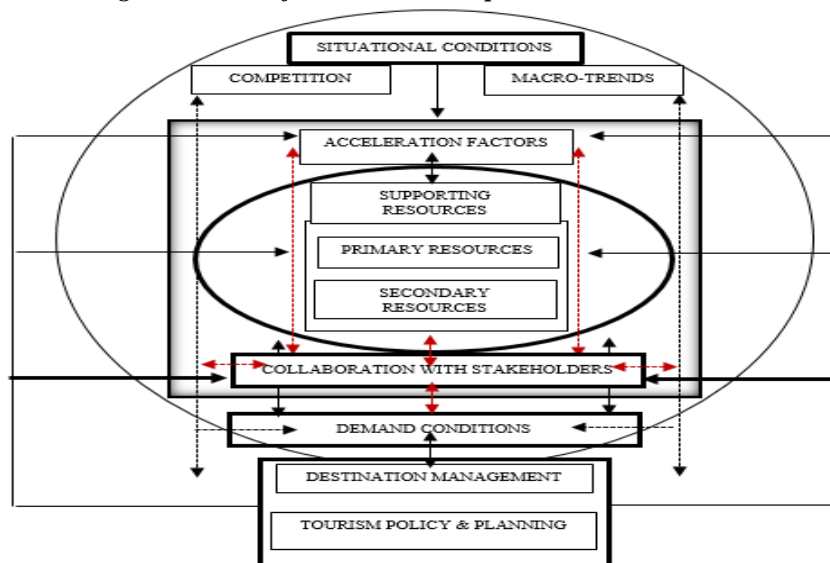 SITUATIONAL CONDITIONS
COMPETITION
MACRO-TRENDS
ACCELERATION FACTORS
SUPPORTING
RESOURCES
PRIMARY RESOURCES
SECONDARY
RESOURCES
COLLABORATION WITH STAKEHOLDERS
DEMAND CONDITIONS
DESTINATION MANAGEMENT
TOURISM POLICY & PLANNING